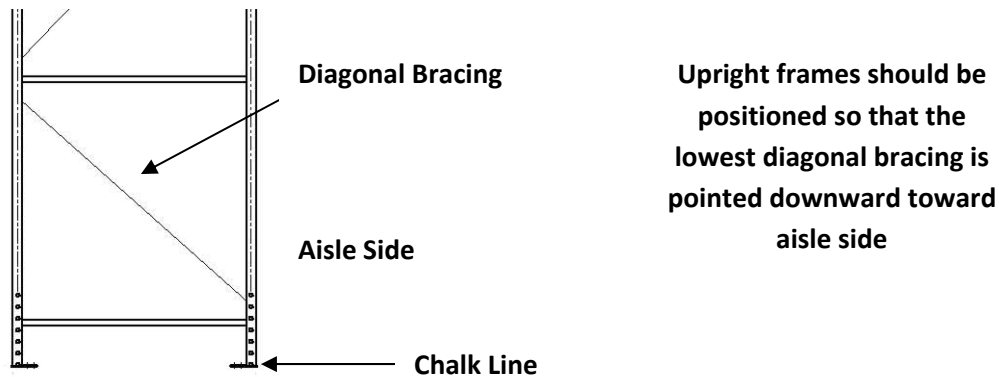 Diagonal Bracing
Aisle Side
Chalk Line
Upright frames should be
positioned so that the
lowest diagonal bracing is
pointed downward toward
aisle side